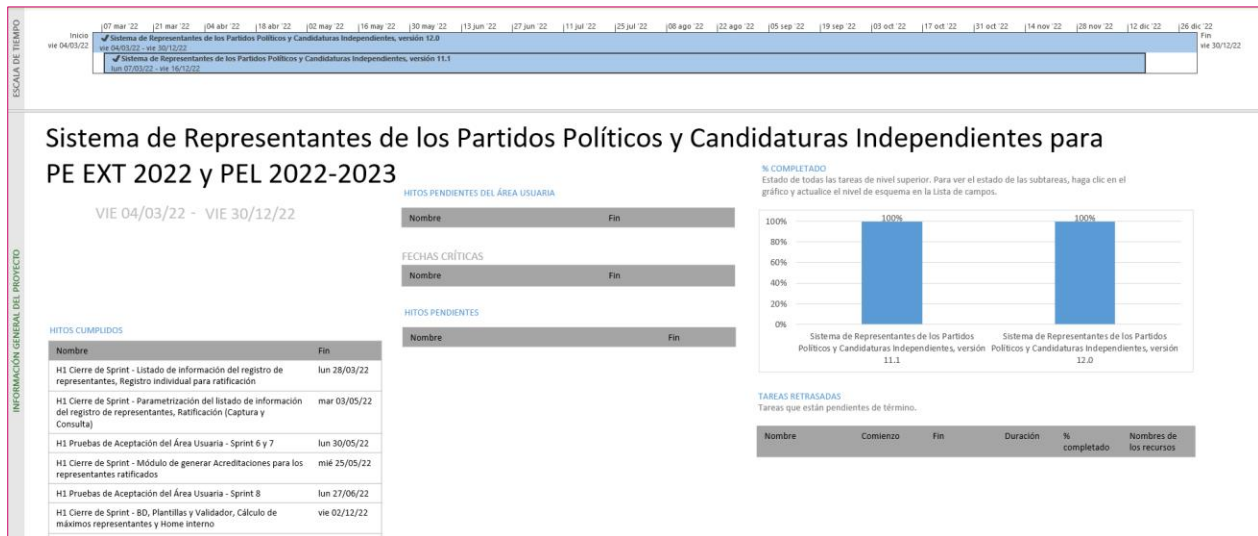 ESCALA DE TIEMPO
07 mar '22 21 mar '22 04 abr '22 18 abr '22 02 may '22 16 may '22 30 may '22 13 jun '22 27 jun '22 11 jul '22 25 jul '22 08 ago '22 22 ago '22 05 sep '22 19 sep '22 03 oct '22 17 oct '22 31 oct '22 14 nov '22 28 nov '22 12 dic '22 26 dic '22
Inicio
vie 04/03/22
Sistema de Representantes de los Partidos Políticos y Candidaturas Independientes, versión 12.0
vie 04/03/22 - vie 30/12/22
Sistema de Representantes de los Partidos Políticos y Candidaturas Independientes, versión 11.1
lun 07/03/22 - vie 16/12/22
Fin
vie 30/12/22
INFORMACIÓN GENERAL DEL PROYECTO
Sistema de Representantes de los Partidos Políticos y Candidaturas Independientes para
PE EXT 2022 y PEL 2022-2023
VIE 04/03/22 - VIE 30/12/22
HITOS CUMPLIDOS
Nombre Fin
H1 Cierre de Sprint - Listado de información del registro de lun 28/03/22
representantes, Registro individual para ratificación
H1 Cierre de Sprint - Parametrización del listado de información mar 03/05/22
del registro de representantes, Ratificación (Captura y
Consulta)
H1 Pruebas de Aceptación del Área Usuaria - Sprint 6 y 7 lun 30/05/22
H1 Cierre de Sprint - Módulo de generar Acreditaciones para los mié 25/05/22
representantes ratificados
H1 Pruebas de Aceptación del Área Usuaria - Sprint 8 lun 27/06/22
H1 Cierre de Sprint - BD, Plantillas y Validador, Cálculo de vie 02/12/22
máximos representantes y Home interno
HITOS PENDIENTES DEL ÁREA USUARIA
Nombre Fin
FECHAS CRÍTICAS
Nombre Fin
HITOS PENDIENTES
Nombre Fin
% COMPLETADO
Estado de todas las tareas de nivel superior. Para ver el estado de las subtareas, haga clic en el
gráfico y actualice el nivel de esquema en la Lista de campos.
100%
80%
60%
40%
20%
0%
100% 100%
Sistema de Representantes de los Partidos
Políticos y Candidaturas Independientes, versión
11.1
Sistema de Representantes de los Partidos
Políticos y Candidaturas Independientes, versión
12.0
TAREAS RETRASADAS
Tareas que están pendientes de término.
Nombre Comienzo Fin Duración % Nombres de
completado los recursos